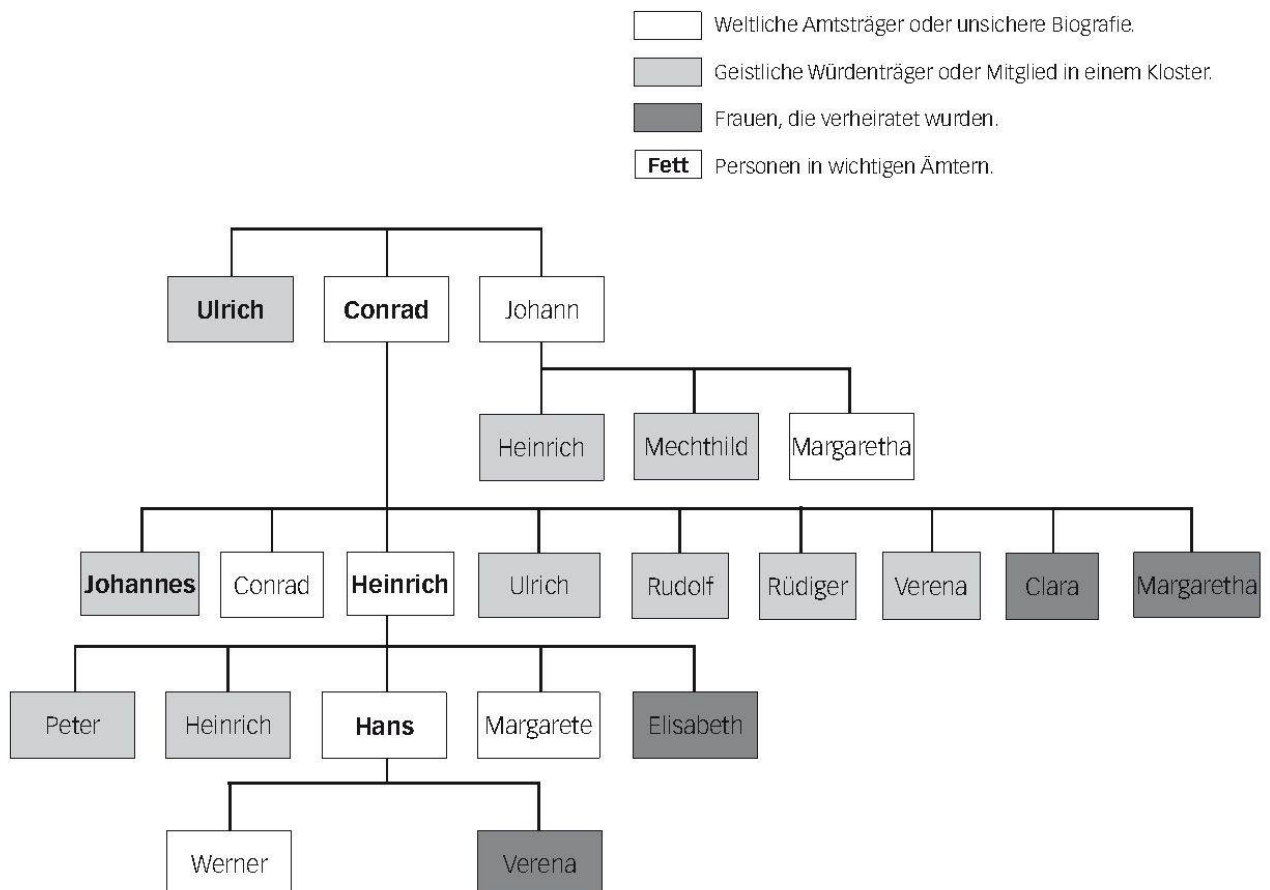 Weltliche Amtsträger oder unsichere Biografie.
Geistliche Würdenträger oder Mitglied in einem Kloster.
Frauen, die verheiratet wurden.
Fett Personen in wichtigen Ämtern.
Ulrich Conrad Johann
Heinrich Mechthild Margaretha
Johannes Conrad Heinrich Ulrich Rudolf Rüdiger Verena Clara Margaretha
Peter Heinrich Hans Margarete Elisabeth
Werner Verena